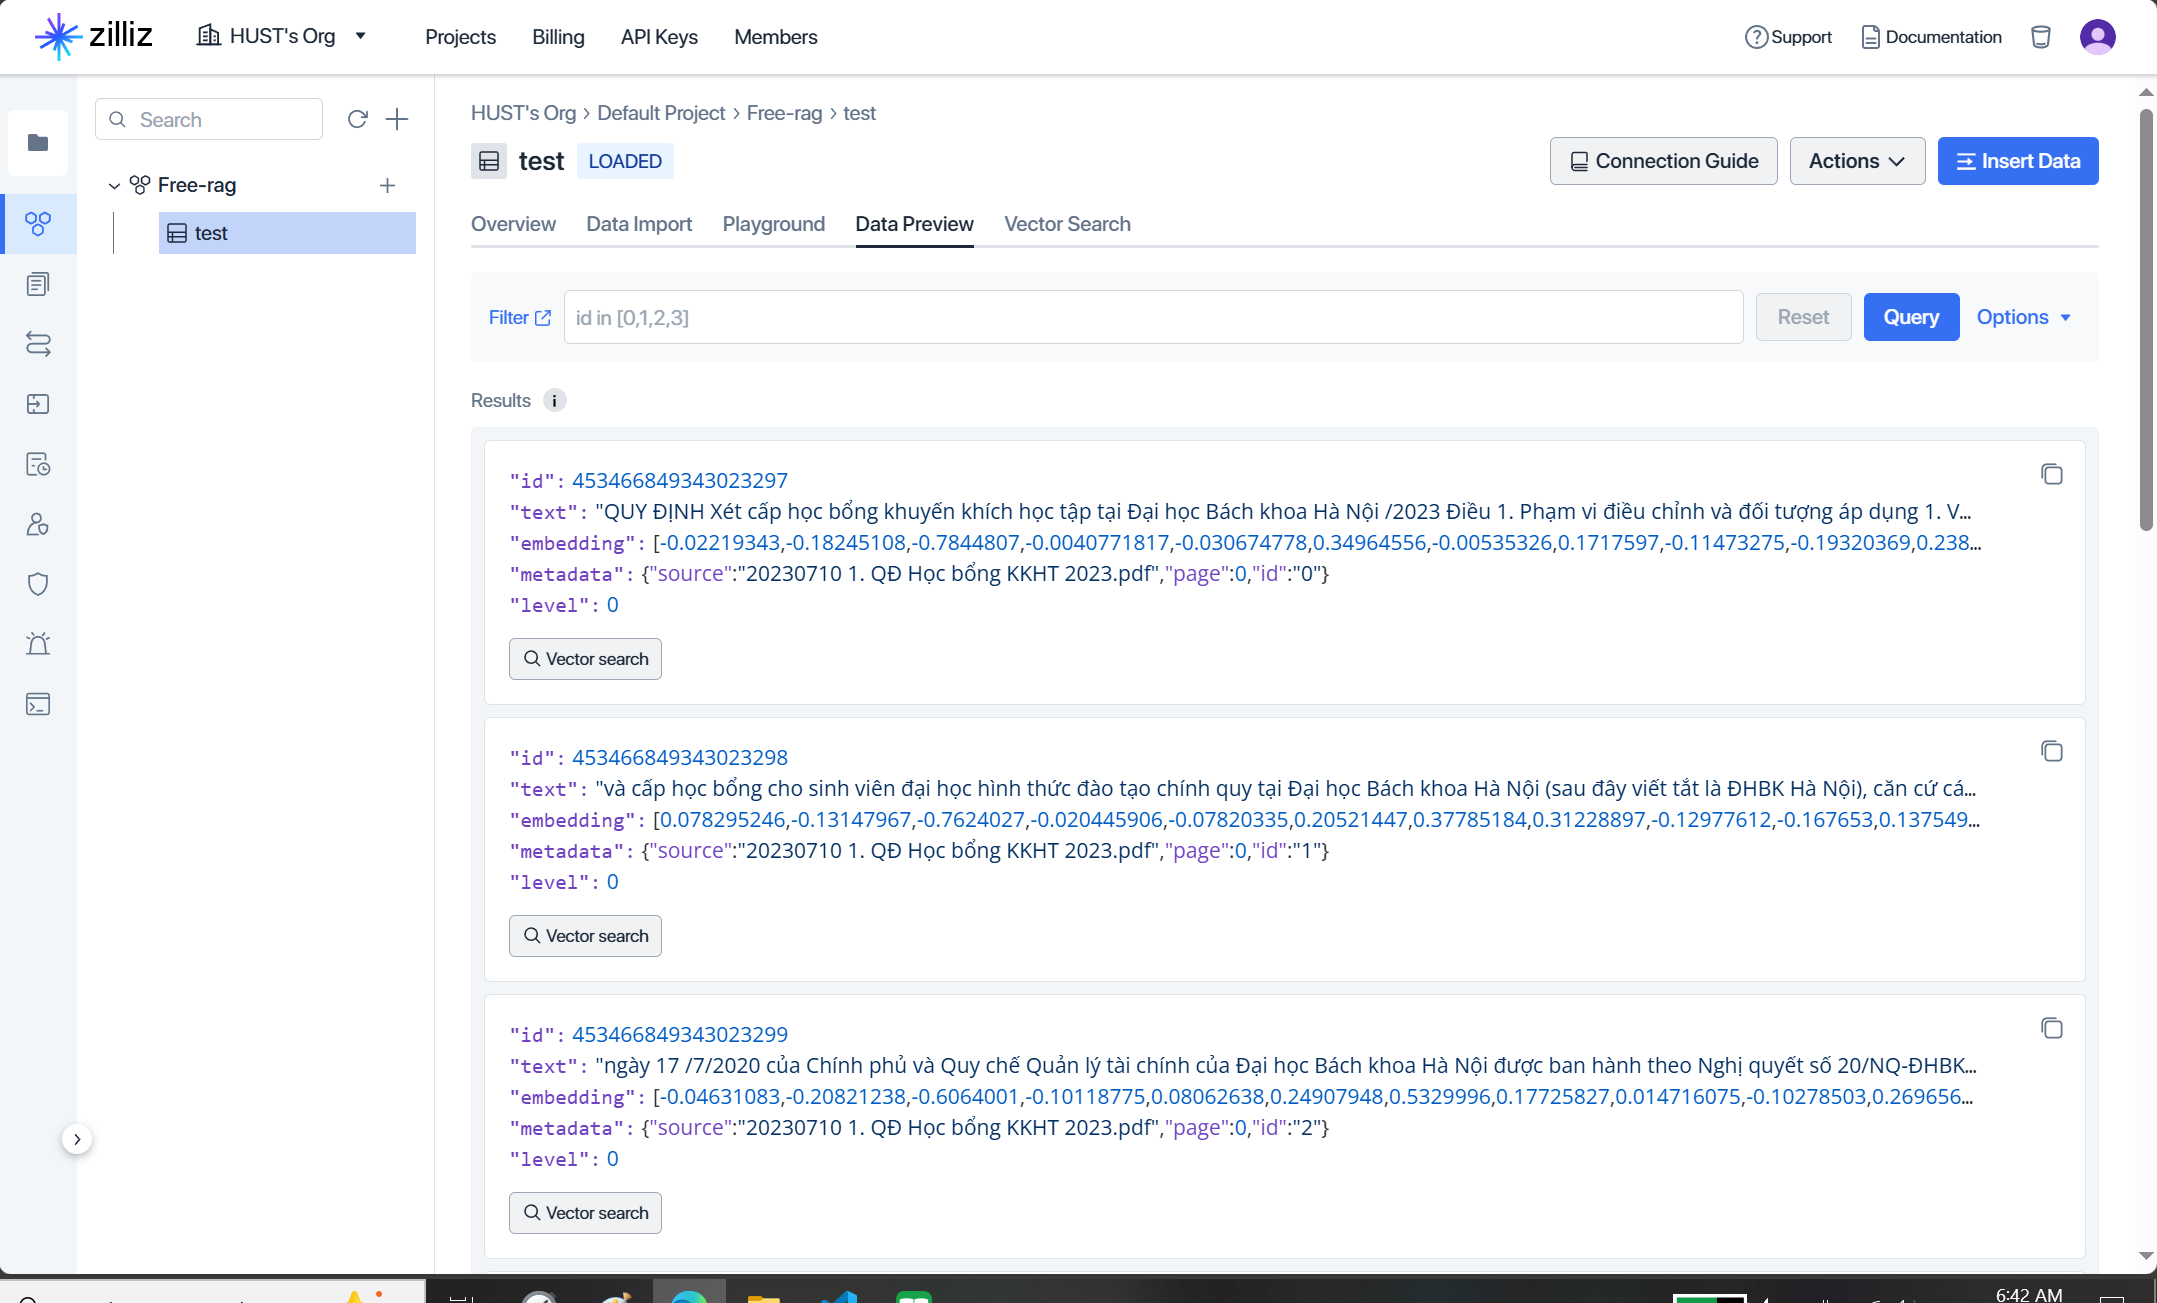 zilliz
HUST's Org
Projects
Billing
API Keys
Members
Support
Documentation
Search
Free-rag
test
HUST's Org > Default Project > Free-rag > test
test LOADED
Connection Guide
Actions
Insert Data
Overview
Data Import
Playground
Data Preview
Vector Search
Filter
id in [0,1,2,3]
Reset
Query
Options
Results
"id": 453466849343023297
"text": "QUY ĐỊNH Xét cấp học bổng khuyến khích học tập tại Đại học Bách khoa Hà Nội /2023 Điều 1. Phạm vi điều chỉnh và đối tượng áp dụng 1. V...
"embedding": [-0.02219343,-0.18245108,-0.7844807,-0.0040771817,-0.030674778,0.34964556,-0.00535326,0.1717597,-0.11473275,-0.19320369,0.238...
"metadata": {"source":"20230710 1. QĐ Học bổng KKHT 2023.pdf","page":0,"id":"0"}
"level": 0
Vector search
"id": 453466849343023298
"text": "và cấp học bổng cho sinh viên đại học hình thức đào tạo chính quy tại Đại học Bách khoa Hà Nội (sau đây viết tắt là ĐHBK Hà Nội), căn cứ cá...
"embedding": [0.078295246,-0.13147967,-0.7624027,-0.020445906,-0.07820335,0.20521447,0.37785184,0.31228897,-0.12977612,-0.167653,0.137549...
"metadata": {"source":"20230710 1. QĐ Học bổng KKHT 2023.pdf","page":0,"id":"1"}
"level": 0
Vector search
"id": 453466849343023299
"text": "ngày 17 /7/2020 của Chính phủ và Quy chế Quản lý tài chính của Đại học Bách khoa Hà Nội được ban hành theo Nghị quyết số 20/NQ-ĐHBK...
"embedding": [-0.04631083,-0.20821238,-0.6064001,-0.10118775,0.08062638,0.24907948,0.5329996,0.17725827,0.014716075,-0.10278503,0.269656...
"metadata": {"source":"20230710 1. QĐ Học bổng KKHT 2023.pdf","page":0,"id":"2"}
"level": 0
Vector search
6:42 AM